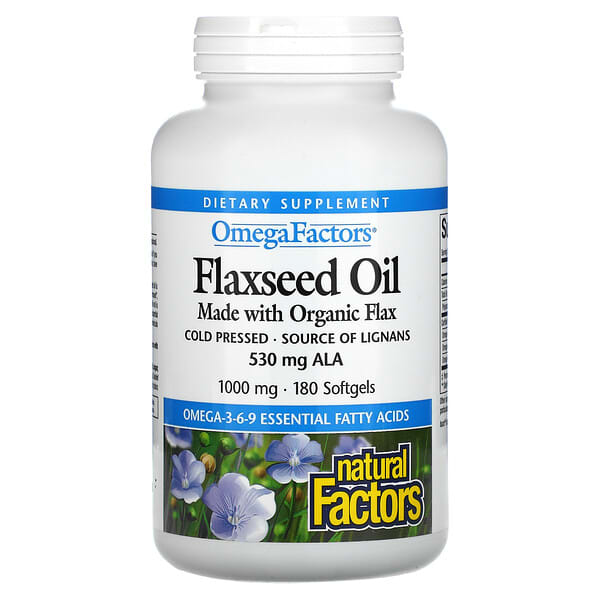 DIETARY SUPPLEMENT
OmegaFactors®
Flaxseed Oil
Made with Organic Flax
COLD PRESSED · SOURCE OF LIGNANS
530 mg ALA
1000 mg · 180 Softgels
OMEGA-3-6-9 ESSENTIAL FATTY ACIDS
natural
Factors